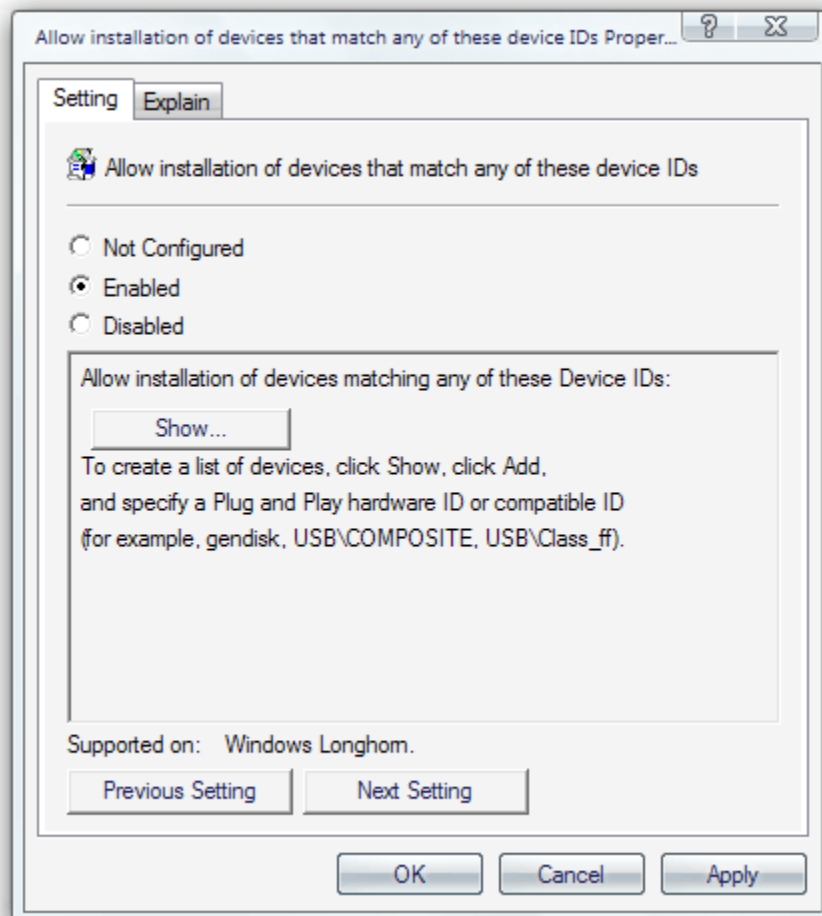 Allow installation of devices that match any of these device IDs Proper...
Setting
Explain
Allow installation of devices that match any of these device IDs
Not Configured
Enabled
Disabled
Allow installation of devices matching any of these Device IDs:
Show...
To create a list of devices, click Show, click Add,
and specify a Plug and Play hardware ID or compatible ID
(for example, gendisk, USB\COMPOSITE, USB\Class_ff).
Supported on: Windows Longhorn.
Previous Setting
Next Setting
OK
Cancel
Apply